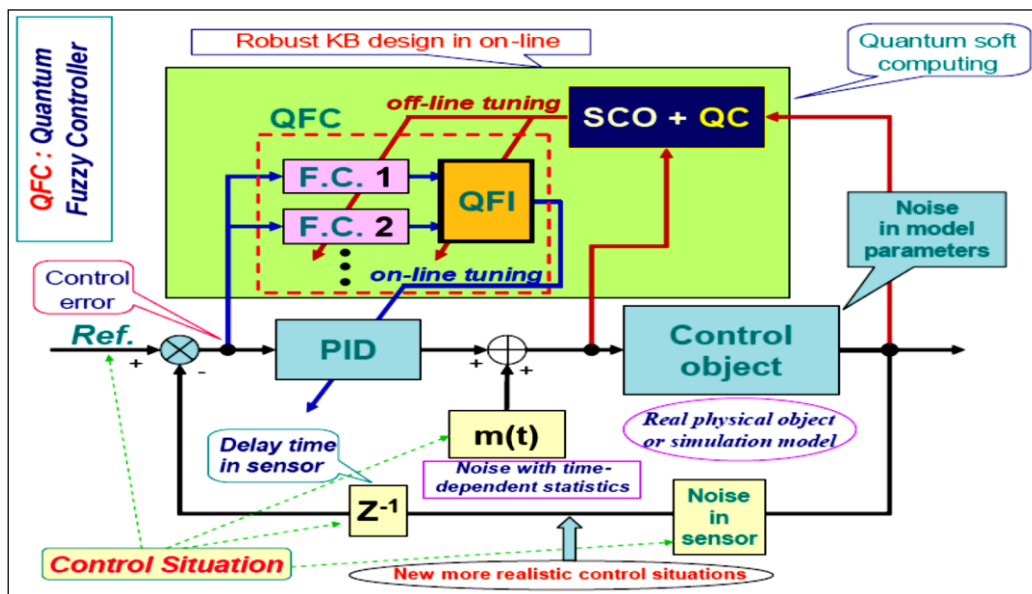 QFC : Quantum
Fuzzy Controller
Robust KB design in on-line
Quantum soft
computing
off-line tuning
SCO + QC
QFC
F.C. 1
QFI
F.C. 2
on-line tuning
Noise
in model
parameters
Control
error
Ref.
+
-
PID
+
+
Control
object
m(t)
Real physical object
or simulation model
Delay time
in sensor
Noise with time-
dependent statistics
Z-1
Noise
in
sensor
Control Situation
New more realistic control situations